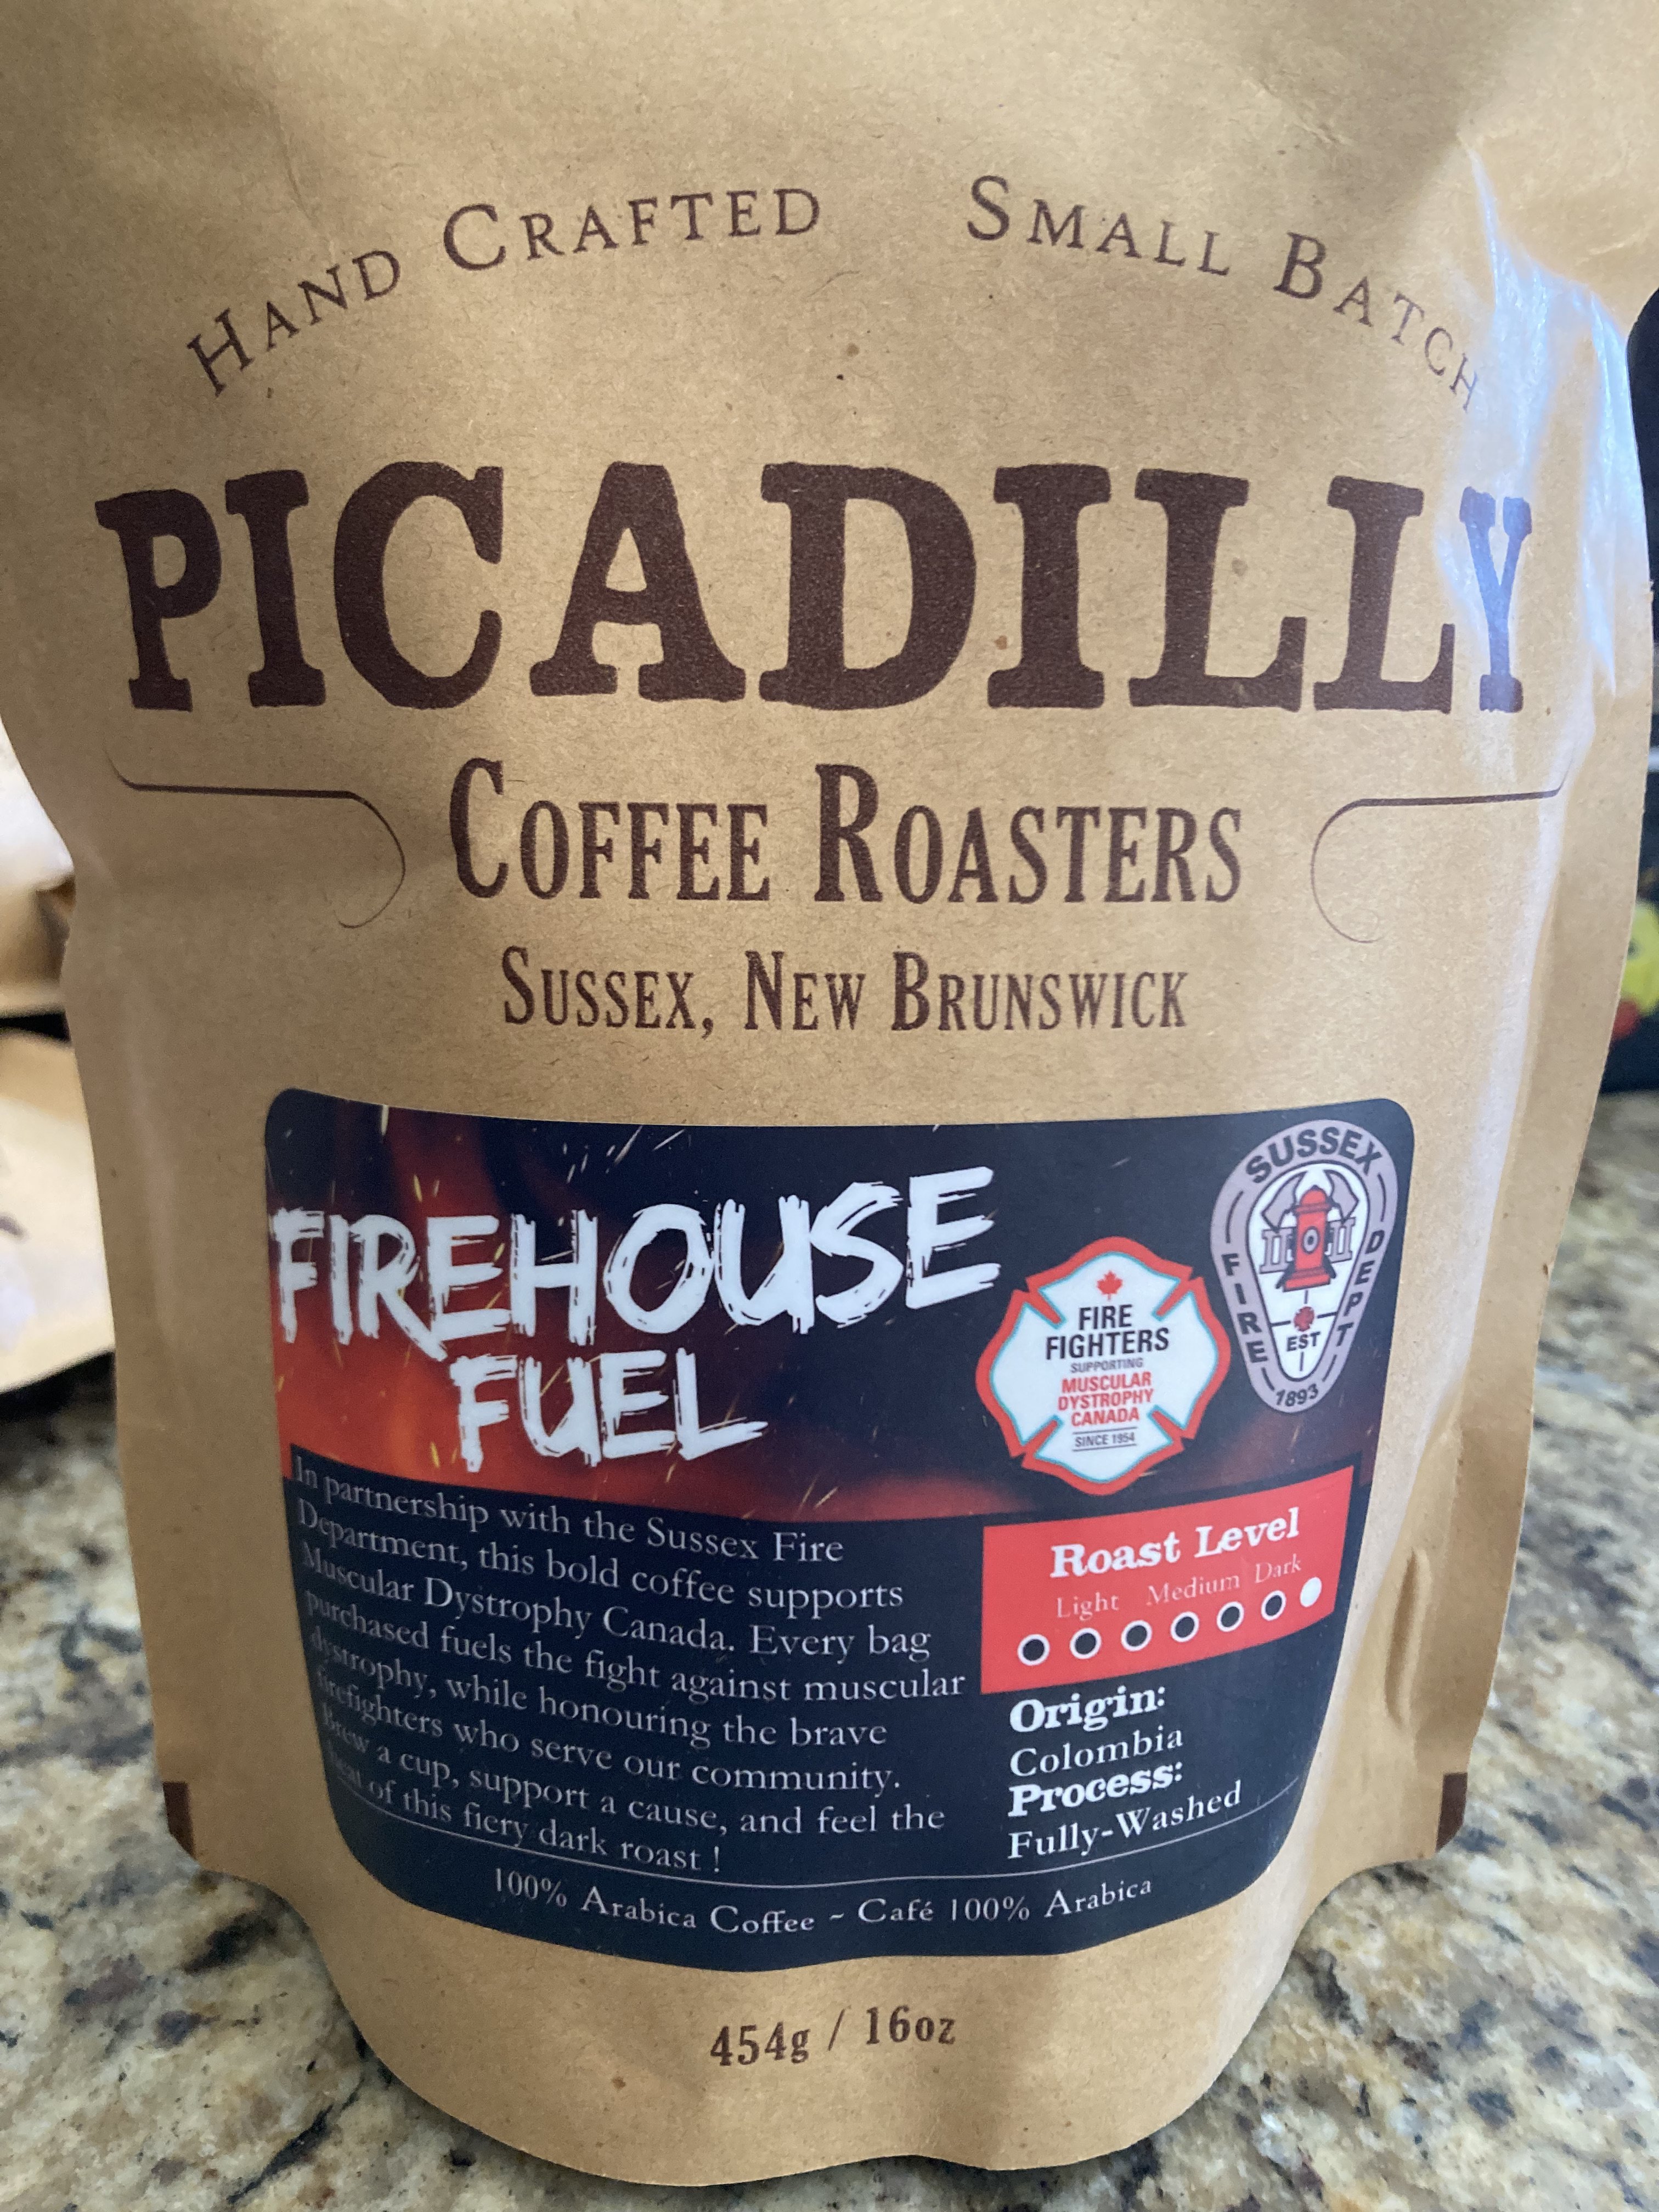 HAND CRAFTED SMALL BATCH
PICADILLY
COFFEE ROASTERS
SUSSEX, NEW BRUNSWICK
FIREHOUSE
FUEL
FIRE
FIGHTERS
SUPPORTING
MUSCULAR
DYSTROPHY
CANADA
SINCE 1954
SUSSEX
FIRE DEPT
EST
1893
In partnership with the Sussex Fire
Department, this bold coffee supports
Muscular Dystrophy Canada. Every bag
purchased fuels the fight against muscular
dystrophy, while honouring the brave
firefighters who serve our community.
Brew a cup, support a cause, and feel the
heat of this fiery dark roast !
Roast Level
Light Medium Dark
Origin:
Colombia
Process:
Fully-Washed
100% Arabica Coffee ~ Café 100% Arabica
454g / 16oz